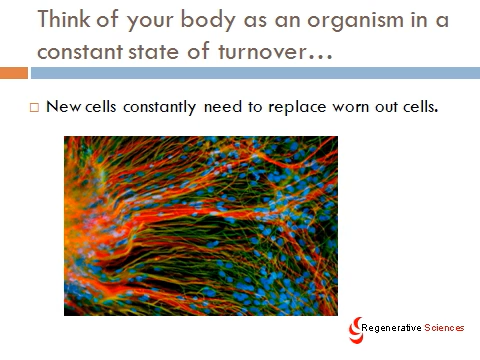 Think of your body as an organism in a
constant state of turnover…
New cells constantly need to replace worn out cells.
Regenerative Sciences